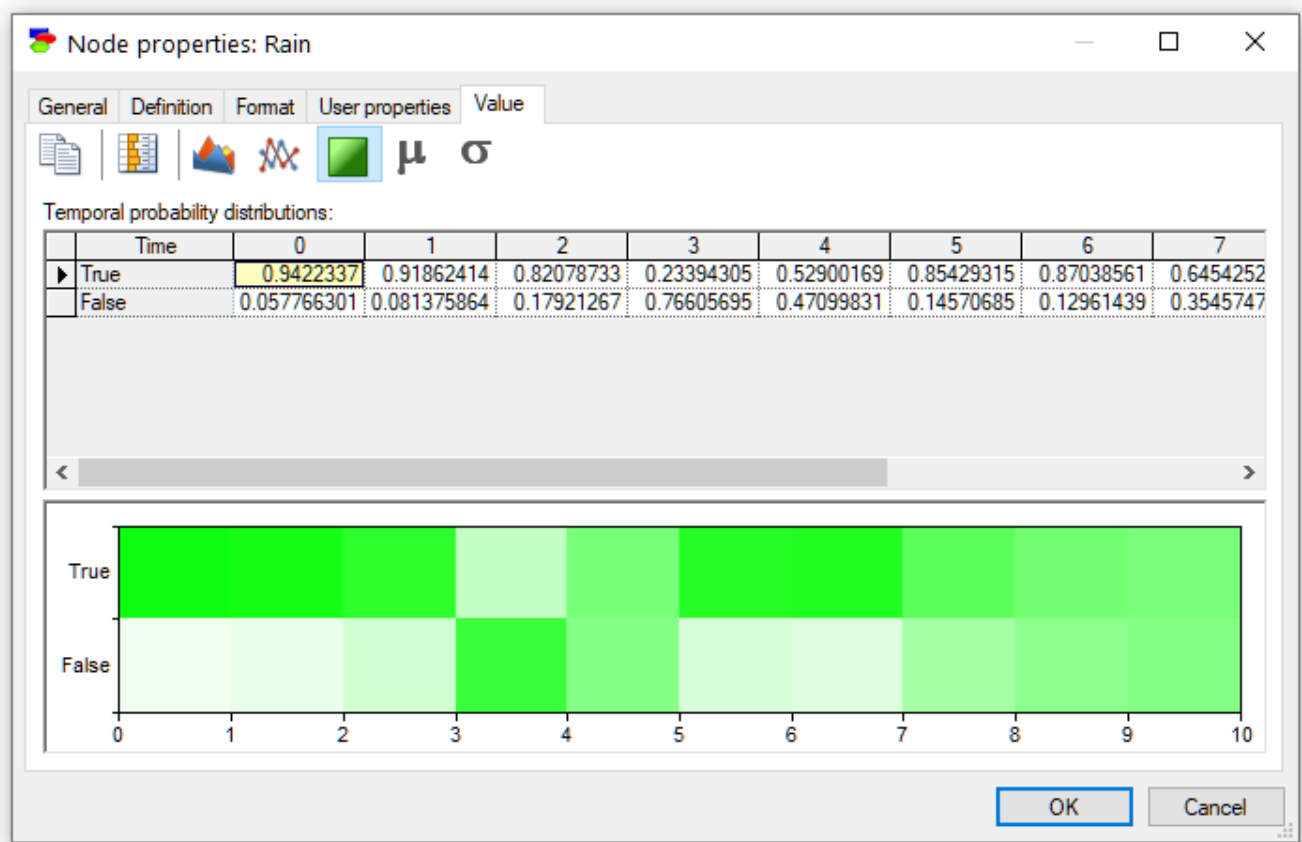 Node properties: Rain
General Definition Format User properties Value
μ σ
Temporal probability distributions:
Time 0 1 2 3 4 5 6 7
True 0.9422337 0.91862414 0.82078733 0.23394305 0.52900169 0.85429315 0.87038561 0.6454252
False 0.057766301 0.081375864 0.17921267 0.76605695 0.47099831 0.14570685 0.12961439 0.3545747
True
False
0 1 2 3 4 5 6 7 8 9 10
OK Cancel